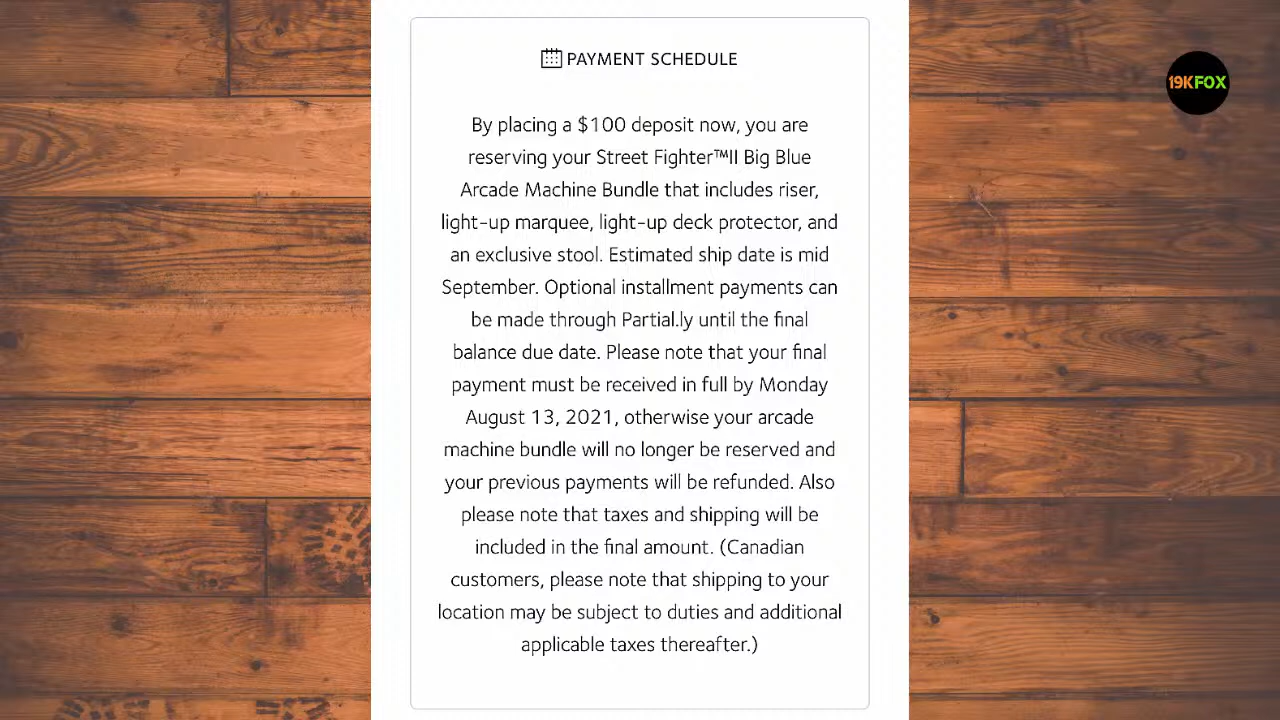 PAYMENT SCHEDULE
19KFOX
By placing a $100 deposit now, you are
reserving your Street Fighter™II Big Blue
Arcade Machine Bundle that includes riser,
light-up marquee, light-up deck protector, and
an exclusive stool. Estimated ship date is mid
September. Optional installment payments can
be made through Partial.ly until the final
balance due date. Please note that your final
payment must be received in full by Monday
August 13, 2021, otherwise your arcade
machine bundle will no longer be reserved and
your previous payments will be refunded. Also
please note that taxes and shipping will be
included in the final amount. (Canadian
customers, please note that shipping to your
location may be subject to duties and additional
applicable taxes thereafter.)